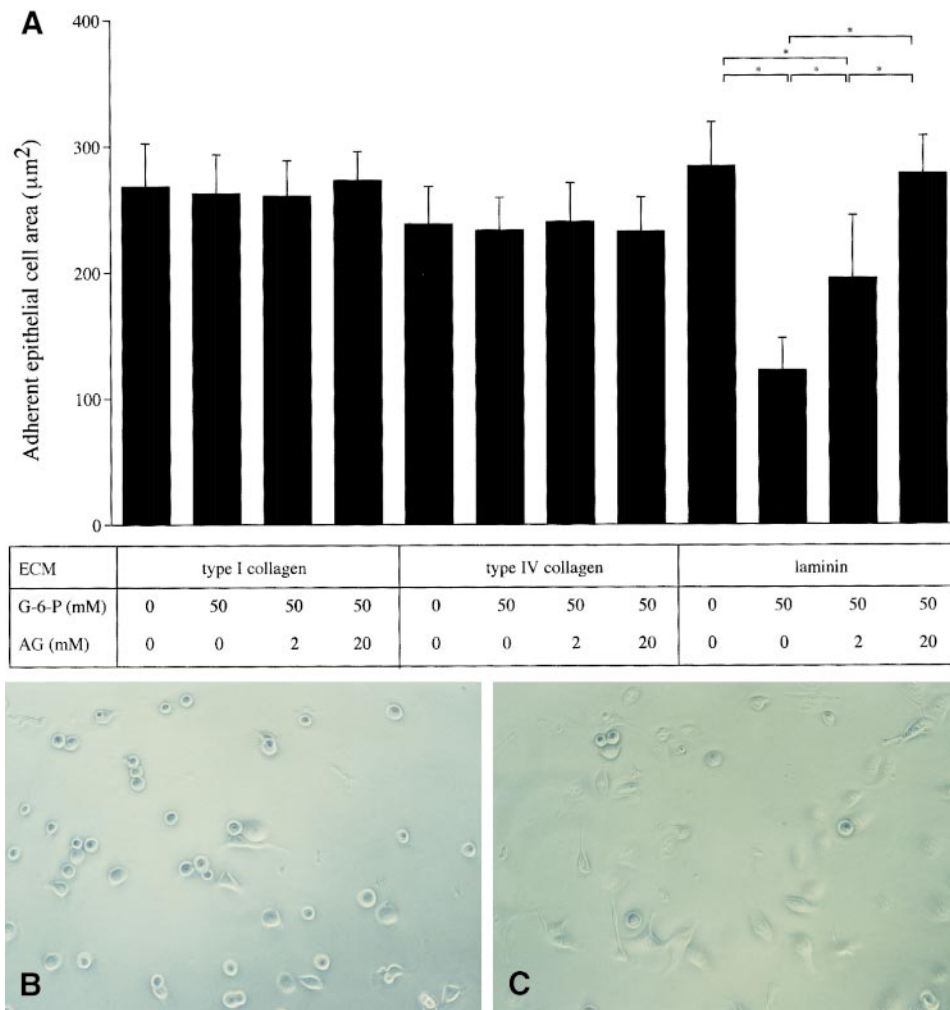 A
400
300
200
100
0
Adherent epithelial cell area (μm²)
* 
*
* * *
ECM type I collagen type IV collagen laminin
G-6-P (mM) 0 50 50 50 0 50 50 50 0 50 50 50
AG (mM) 0 0 2 20 0 0 2 20 0 0 2 20
B C